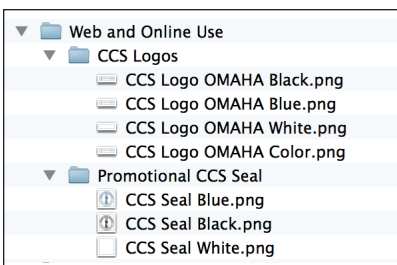 Web and Online Use
CCS Logos
CCS Logo OMAHA Black.png
CCS Logo OMAHA Blue.png
CCS Logo OMAHA White.png
CCS Logo OMAHA Color.png
Promotional CCS Seal
CCS Seal Blue.png
CCS Seal Black.png
CCS Seal White.png